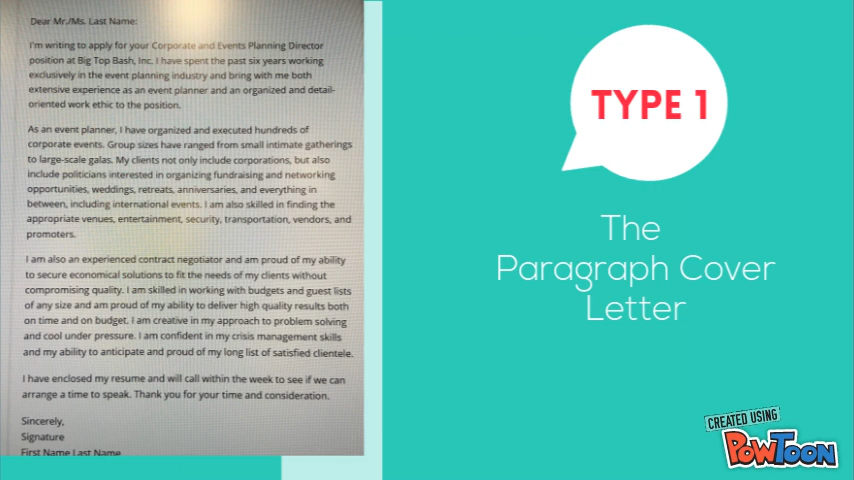 Dear Mr./Ms. Last Name:
I'm writing to apply for your Corporate and Events Planning Director
position at Big Top Bash, Inc. I have spent the past six years working
exclusively in the event planning industry and bring with me both
extensive experience as an event planner and an organized and detail-
oriented work ethic to the position.
As an event planner, I have organized and executed hundreds of
corporate events. Group sizes have ranged from small intimate gatherings
to large-scale galas. My clients not only include corporations, but also
include politicians interested in organizing fundraising and networking
opportunities, weddings, retreats, anniversaries, and everything in
between, including international events. I am also skilled in finding the
appropriate venues, entertainment, security, transportation, vendors, and
promoters.
I am also an experienced contract negotiator and am proud of my ability
to secure economical solutions to fit the needs of my clients without
compromising quality. I am skilled in working with budgets and guest lists
of any size and am proud of my ability to deliver high quality results both
on time and on budget. I am creative in my approach to problem solving
and cool under pressure. I am confident in my crisis management skills
and my ability to anticipate and proud of my long list of satisfied clientele.
I have enclosed my resume and will call within the week to see if we can
arrange a time to speak. Thank you for your time and consideration.
Sincerely,
Signature
First Name Last Name
TYPE 1
The
Paragraph Cover
Letter
CREATED USING
POWTOON